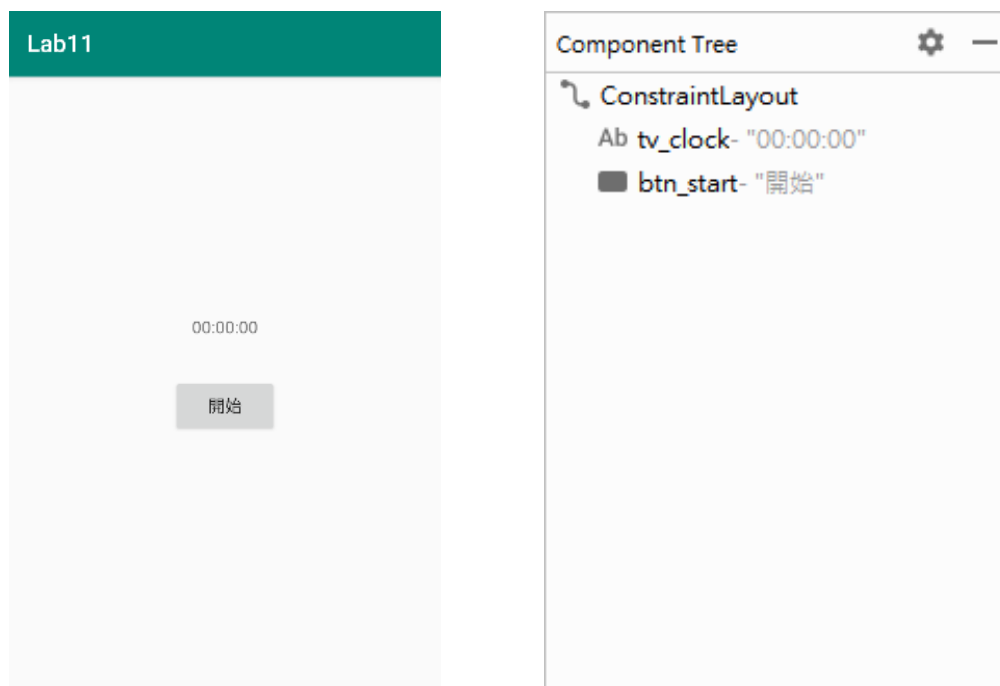 Lab11
00:00:00
開始
Component Tree
ConstraintLayout
Ab tv_clock- "00:00:00"
btn_start- "開始"